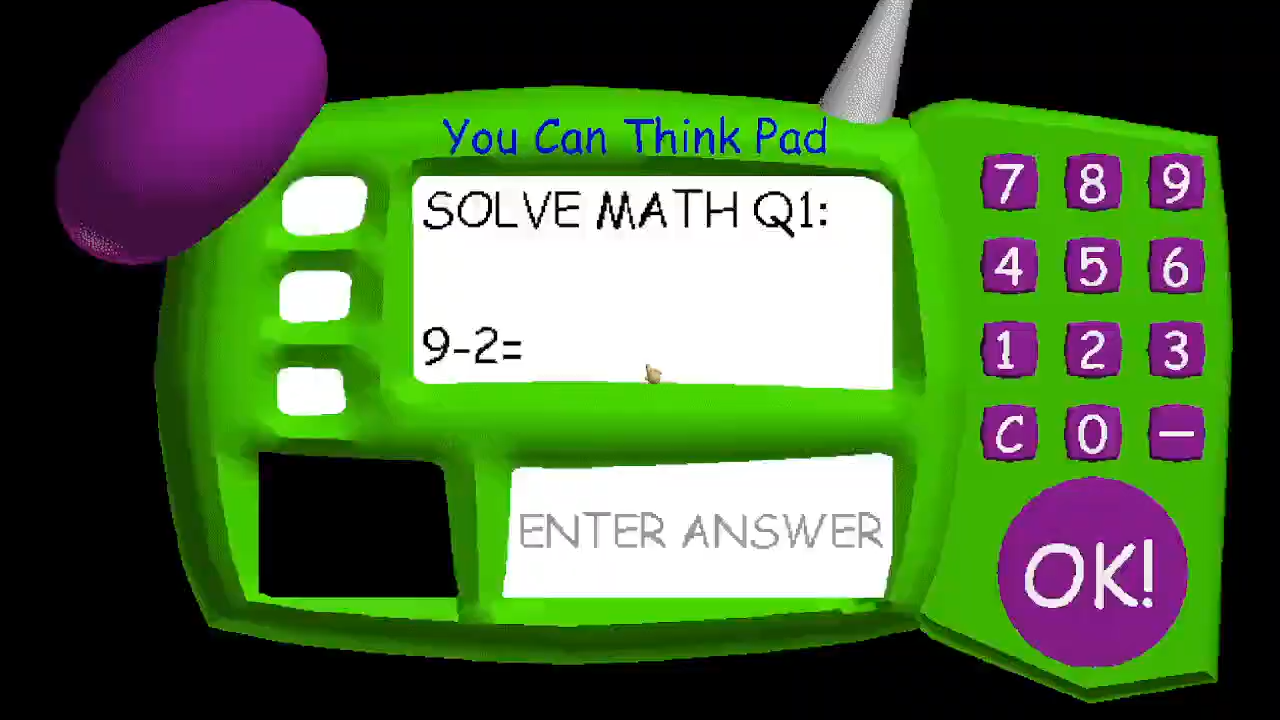 You Can Think Pad
SOLVE MATH Q1:
9-2=
ENTER ANSWER
7 8 9
4 5 6
1 2 3
C 0 –
OK!